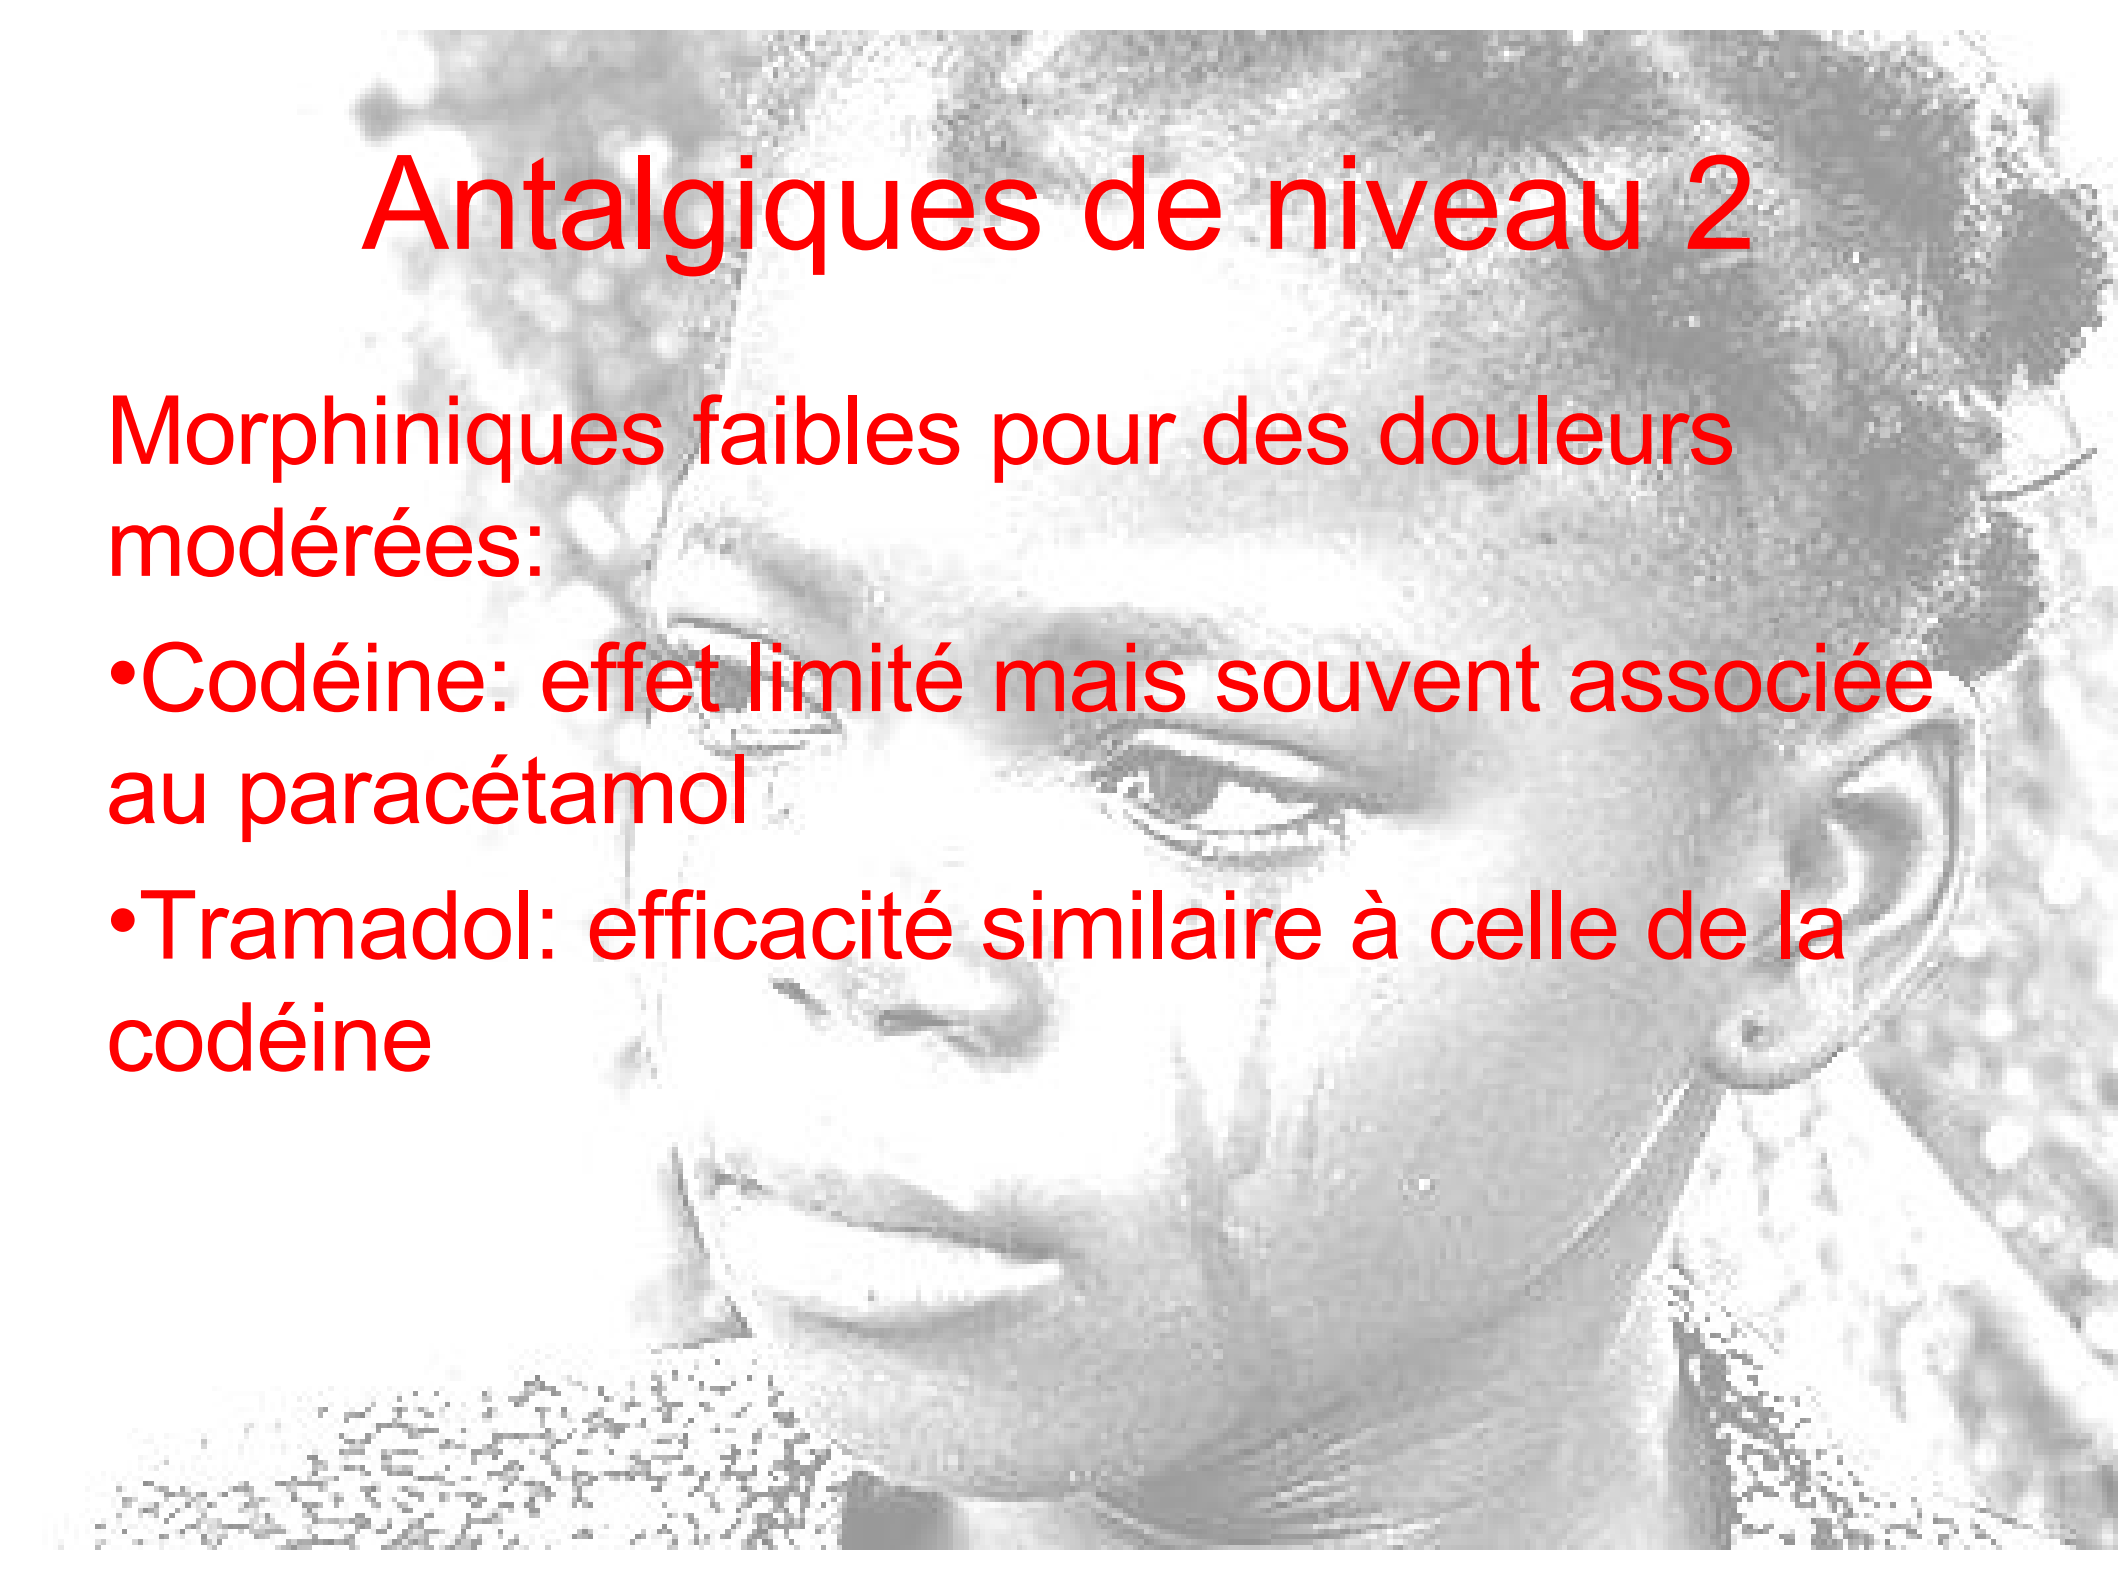 Antalgiques de niveau 2
Morphiniques faibles pour des douleurs
modérées:
•Codéine: effet limité mais souvent associée
au paracétamol
•Tramadol: efficacité similaire à celle de la
codéine